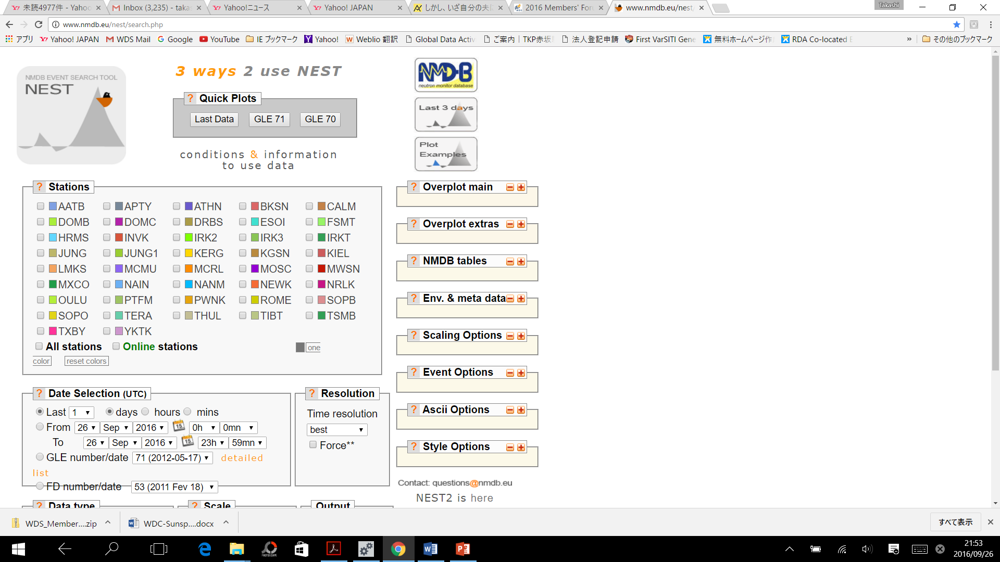 未読4977件 - Yahoo
Inbox (3,235) - taka
Yahoo!ニュース
Yahoo! JAPAN
しかし、いざ自分の夫に
2016 Members' Foru
www.nmdb.eu/nest/
Takashi
www.nmdb.eu/nest/search.php
アプリ Yahoo! JAPAN WDS Mail Google YouTube IE ブックマーク Yahoo! Weblio 翻訳 Global Data Activ ご案内｜TKP赤坂 法人登記申請 First VarSITI Gene 無料ホームページ作 RDA Co-located E » その他のブックマーク
NMDB EVENT SEARCH TOOL
NEST
3 ways 2 use NEST
? Quick Plots
Last Data GLE 71 GLE 70
conditions & information
to use data
NMDB
neutron monitor database
Last 3 days
Plot
Examples
? Stations
AATB APTY ATHN BKSN CALM
DOMB DOMC DRBS ESOI FSMT
HRMS INVK IRK2 IRK3 IRKT
JUNG JUNG1 KERG KGSN KIEL
LMKS MCMU MCRL MOSC MWSN
MXCO NAIN NANM NEWK NRLK
OULU PTFM PWNK ROME SOPB
SOPO TERA THUL TIBT TSMB
TXBY YKTK
All stations Online stations one
color reset colors
? Date Selection (UTC)
Last 1 days hours mins
From 26 Sep 2016 15 0h 0mn
To 26 Sep 2016 15 23h 59mn
GLE number/date 71 (2012-05-17) detailed
list
FD number/date 53 (2011 Fev 18)
? Resolution
Time resolution
best
Force**
? Data type
? Scale
Output
? Overplot main
? Overplot extras
? NMDB tables
? Env. & meta data
? Scaling Options
? Event Options
? Ascii Options
? Style Options
Contact: questions@nmdb.eu
NEST2 is here
WDS_Member....zip
WDC-Sunsp....docx
すべて表示
21:53
2016/09/26